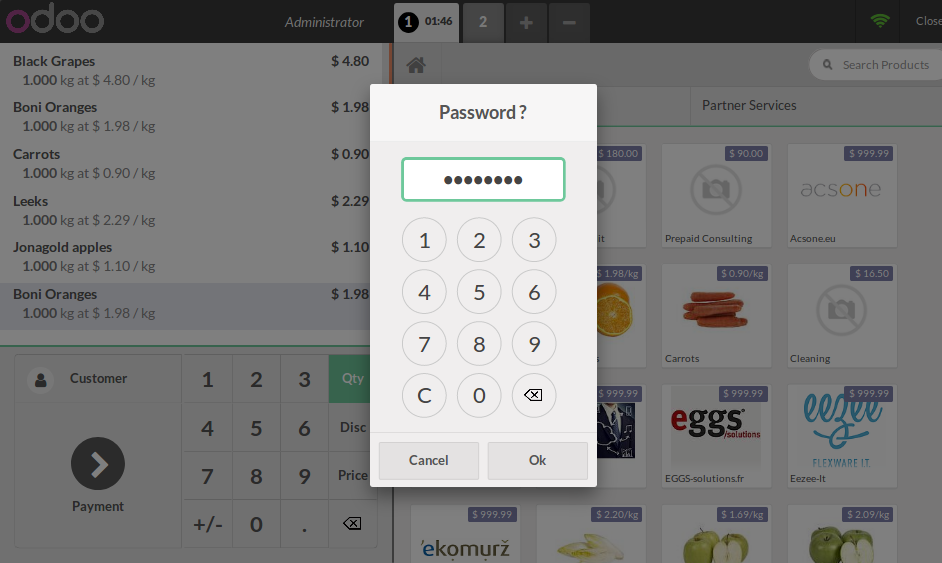 odoo
Administrator
1 01:46
2
+
−
Close
Black Grapes $ 4.80
1.000 kg at $ 4.80 / kg
Boni Oranges $ 1.98
1.000 kg at $ 1.98 / kg
Carrots $ 0.90
1.000 kg at $ 0.90 / kg
Leeks $ 2.29
1.000 kg at $ 2.29 / kg
Jonagold apples $ 1.10
1.000 kg at $ 1.10 / kg
Boni Oranges $ 1.98
1.000 kg at $ 1.98 / kg
Customer
Payment
1 2 3 Qty
4 5 6 Disc
7 8 9 Price
+/- 0 .
Password ?
••••••••
1 2 3
4 5 6
7 8 9
C 0
Cancel Ok
Search Products
Partner Services
$ 180.00
$ 90.00
Prepaid Consulting
$ 999.99
acsone
Acsone.eu
$ 1.98/kg
$ 0.90/kg
Carrots
$ 16.50
Cleaning
$ 999.99
$ 999.99
eggs
/solutions
EGGS-solutions.fr
$ 999.99
eezee
FLEXWARE I.T.
Eezee-It
$ 999.99
ekomurż
$ 2.20/kg
$ 1.69/kg
$ 2.09/kg